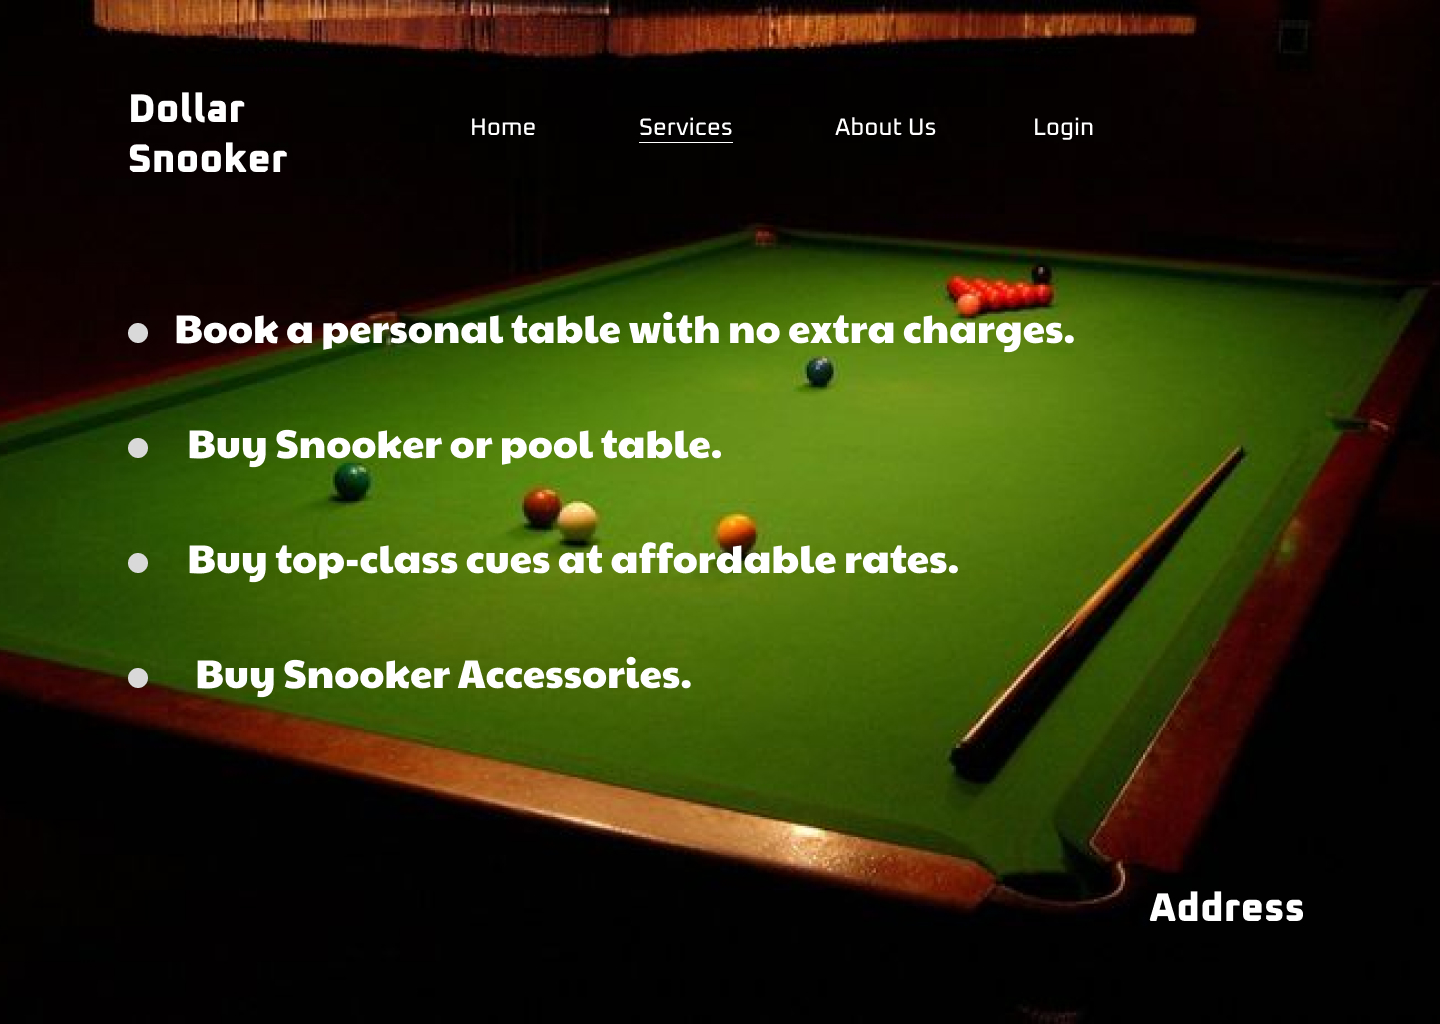 Dollar
Snooker
Home
Services
About Us
Login
Book a personal table with no extra charges.
Buy Snooker or pool table.
Buy top-class cues at affordable rates.
Buy Snooker Accessories.
Address